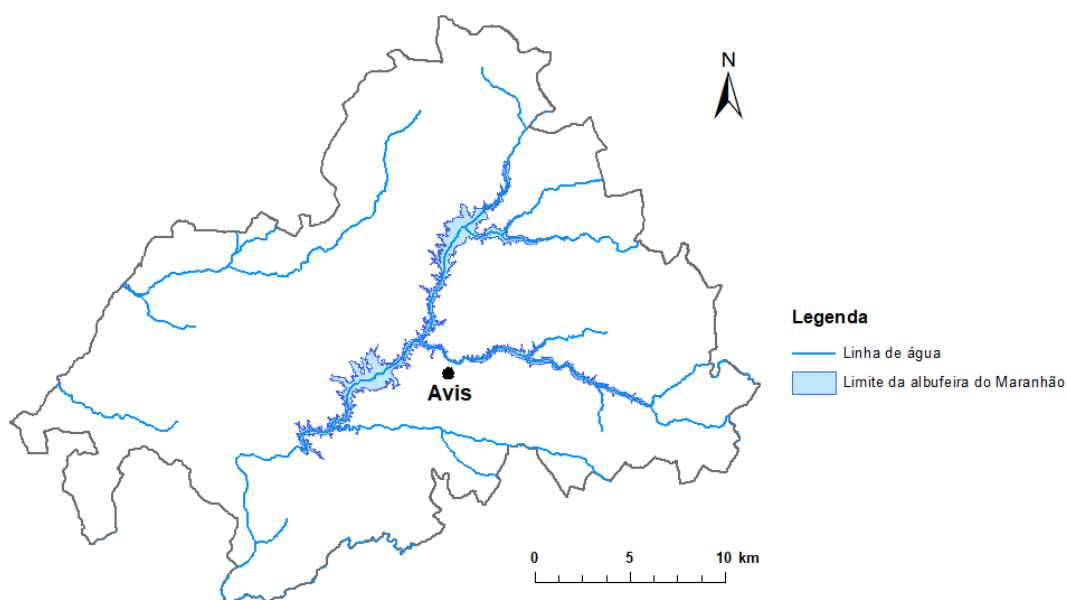 N
Avis
Legenda
Linha de água
Limite da albufeira do Maranhão
0 5 10 km